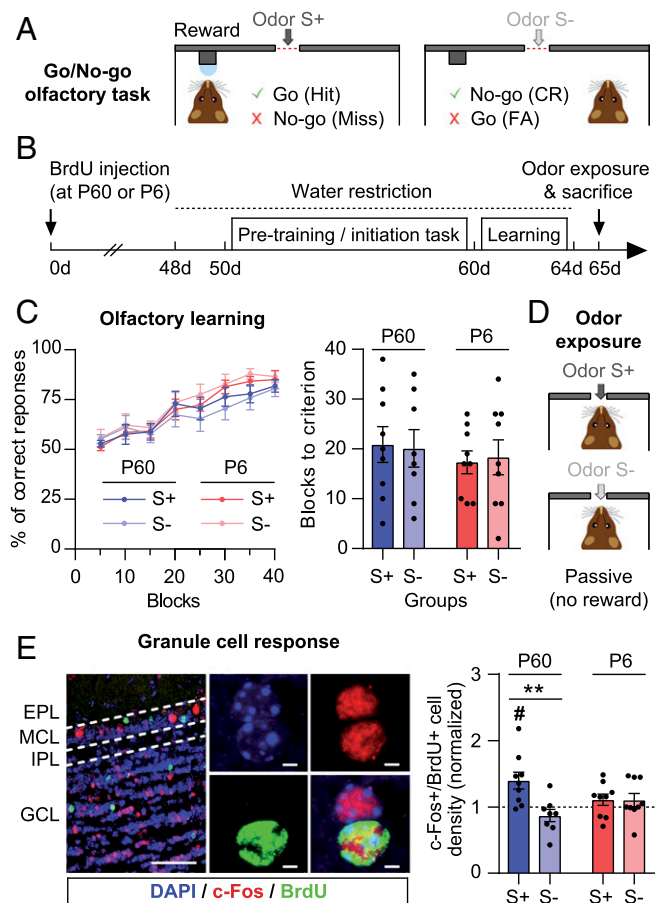 A
Reward
Odor S+
Odor S-
Go/No-go
olfactory task
Go (Hit)
No-go (Miss)
No-go (CR)
Go (FA)
B
BrdU injection
(at P60 or P6)
Water restriction
Odor exposure
& sacrifice
Pre-training / initiation task
Learning
0d
48d
50d
60d
64d
65d
C
Olfactory learning
% of correct reponses
100
75
50
25
0
P60
P6
S+
S+
S-
S-
0
10
20
30
40
Blocks
Blocks to criterion
40
30
20
10
0
P60
P6
S+
S-
S+
S-
Groups
D
Odor
exposure
Odor S+
Odor S-
Passive
(no reward)
E
Granule cell response
EPL
MCL
IPL
GCL
DAPI / c-Fos / BrdU
c-Fos+/BrdU+ cell
density (normalized)
3
2
1
0
P60
P6
**
#
S+
S-
S+
S-